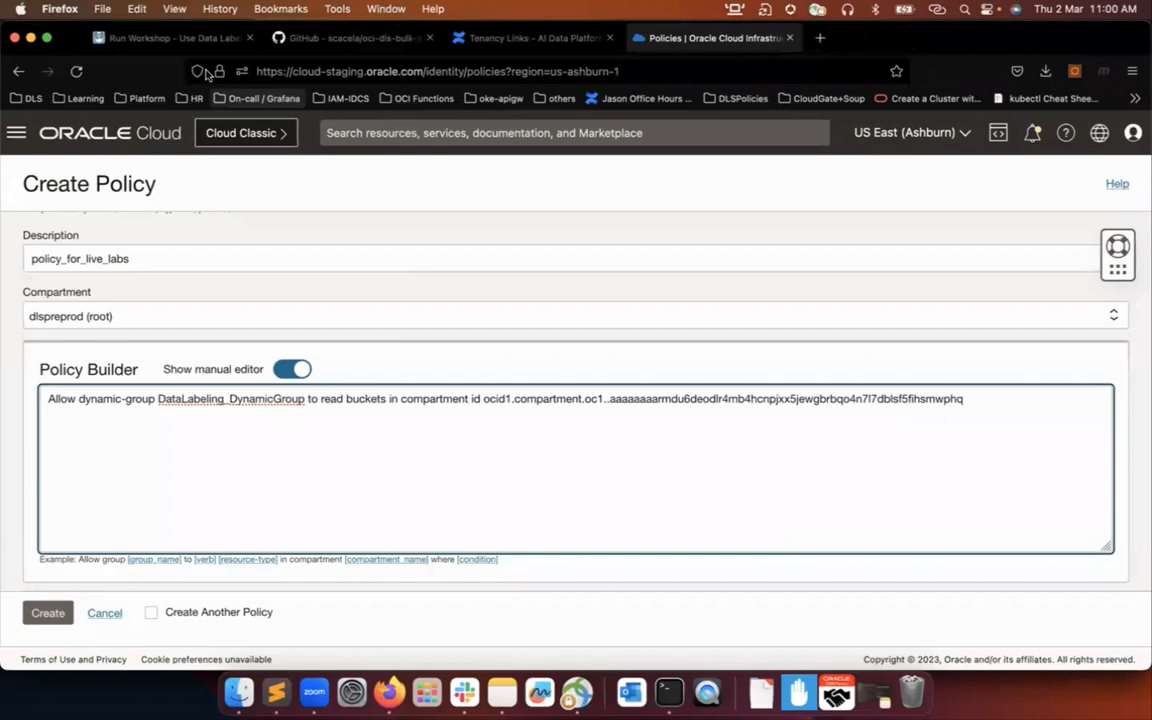 Firefox File Edit View History Bookmarks Tools Window Help Thu 2 Mar 11:00 AM
Run Workshop - Use Data Labe
GitHub - scacela/oci-dls-bulk-
Tenancy Links – AI Data Platform
Policies | Oracle Cloud Infrastru
https://cloud-staging.oracle.com/identity/policies?region=us-ashburn-1
DLS Learning Platform HR On-call / Grafana IAM-IDCS OCI Functions oke-apigw others Jason Office Hours ... DLSPolicies CloudGate+Soup Create a Cluster wit... kubectl Cheat Shee...
ORACLE Cloud Cloud Classic Search resources, services, documentation, and Marketplace US East (Ashburn)
Create Policy
Help
Description
policy_for_live_labs
Compartment
dlspreprod (root)
Policy Builder Show manual editor
Allow dynamic-group DataLabeling_DynamicGroup to read buckets in compartment id ocid1.compartment.oc1..aaaaaaaarmdu6deodlr4mb4hcnpjxx5jewgbrbqo4n7l7dblsf5fihsmwphq
Example: Allow group [group_name] to [verb] [resource-type] in compartment [compartment_name] where [condition]
Create Cancel Create Another Policy
Terms of Use and Privacy Cookie preferences unavailable Copyright © 2023, Oracle and/or its affiliates. All rights reserved.
zoom
ORACLE